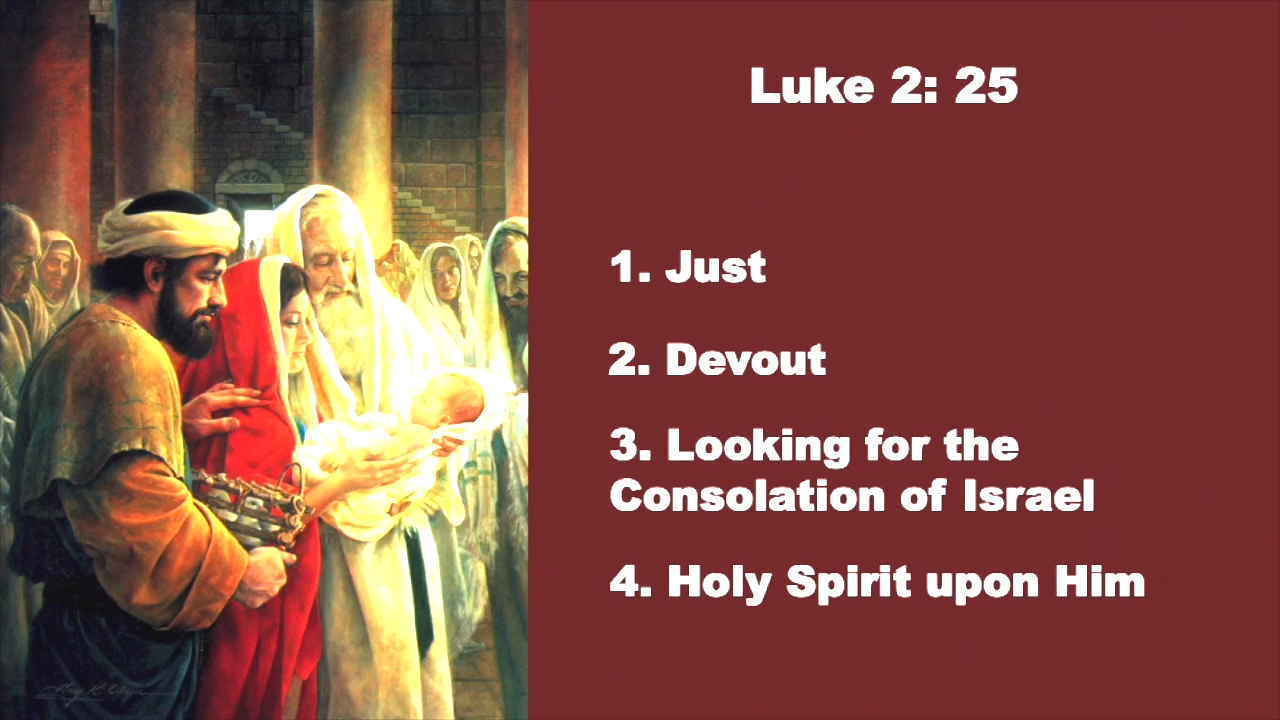 Luke 2: 25
1. Just
2. Devout
3. Looking for the
Consolation of Israel
4. Holy Spirit upon Him